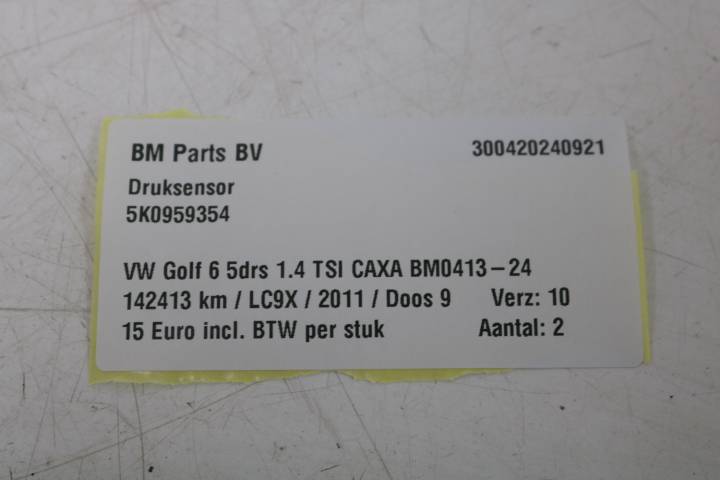 BM Parts BV 300420240921
Druksensor
5K0959354
VW Golf 6 5drs 1.4 TSI CAXA BM0413-24
142413 km / LC9X / 2011 / Doos 9 Verz: 10
15 Euro incl. BTW per stuk Aantal: 2